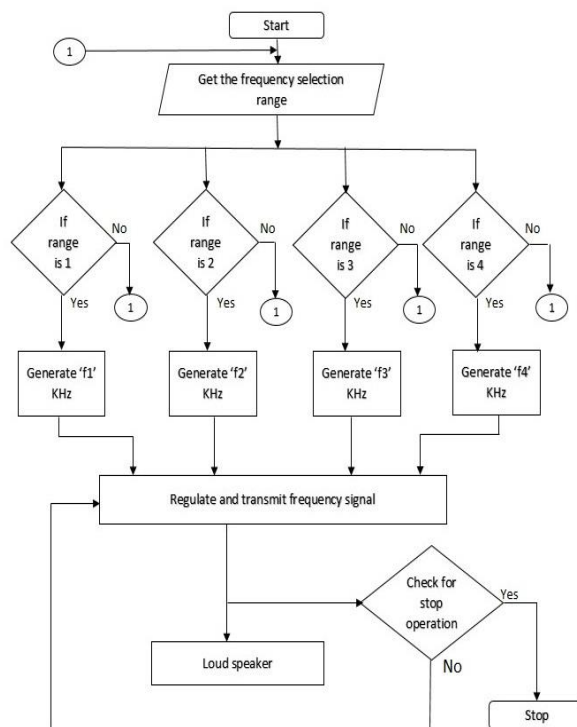 Start
1
Get the frequency selection
range
If
range
is 1
No
Yes
1
If
range
is 2
No
Yes
1
If
range
is 3
No
Yes
1
If
range
is 4
No
Yes
1
Generate ‘f1’
KHz
Generate ‘f2’
KHz
Generate ‘f3’
KHz
Generate ‘f4’
KHz
Regulate and transmit frequency signal
Check for
stop
operation
Yes
No
Loud speaker
Stop